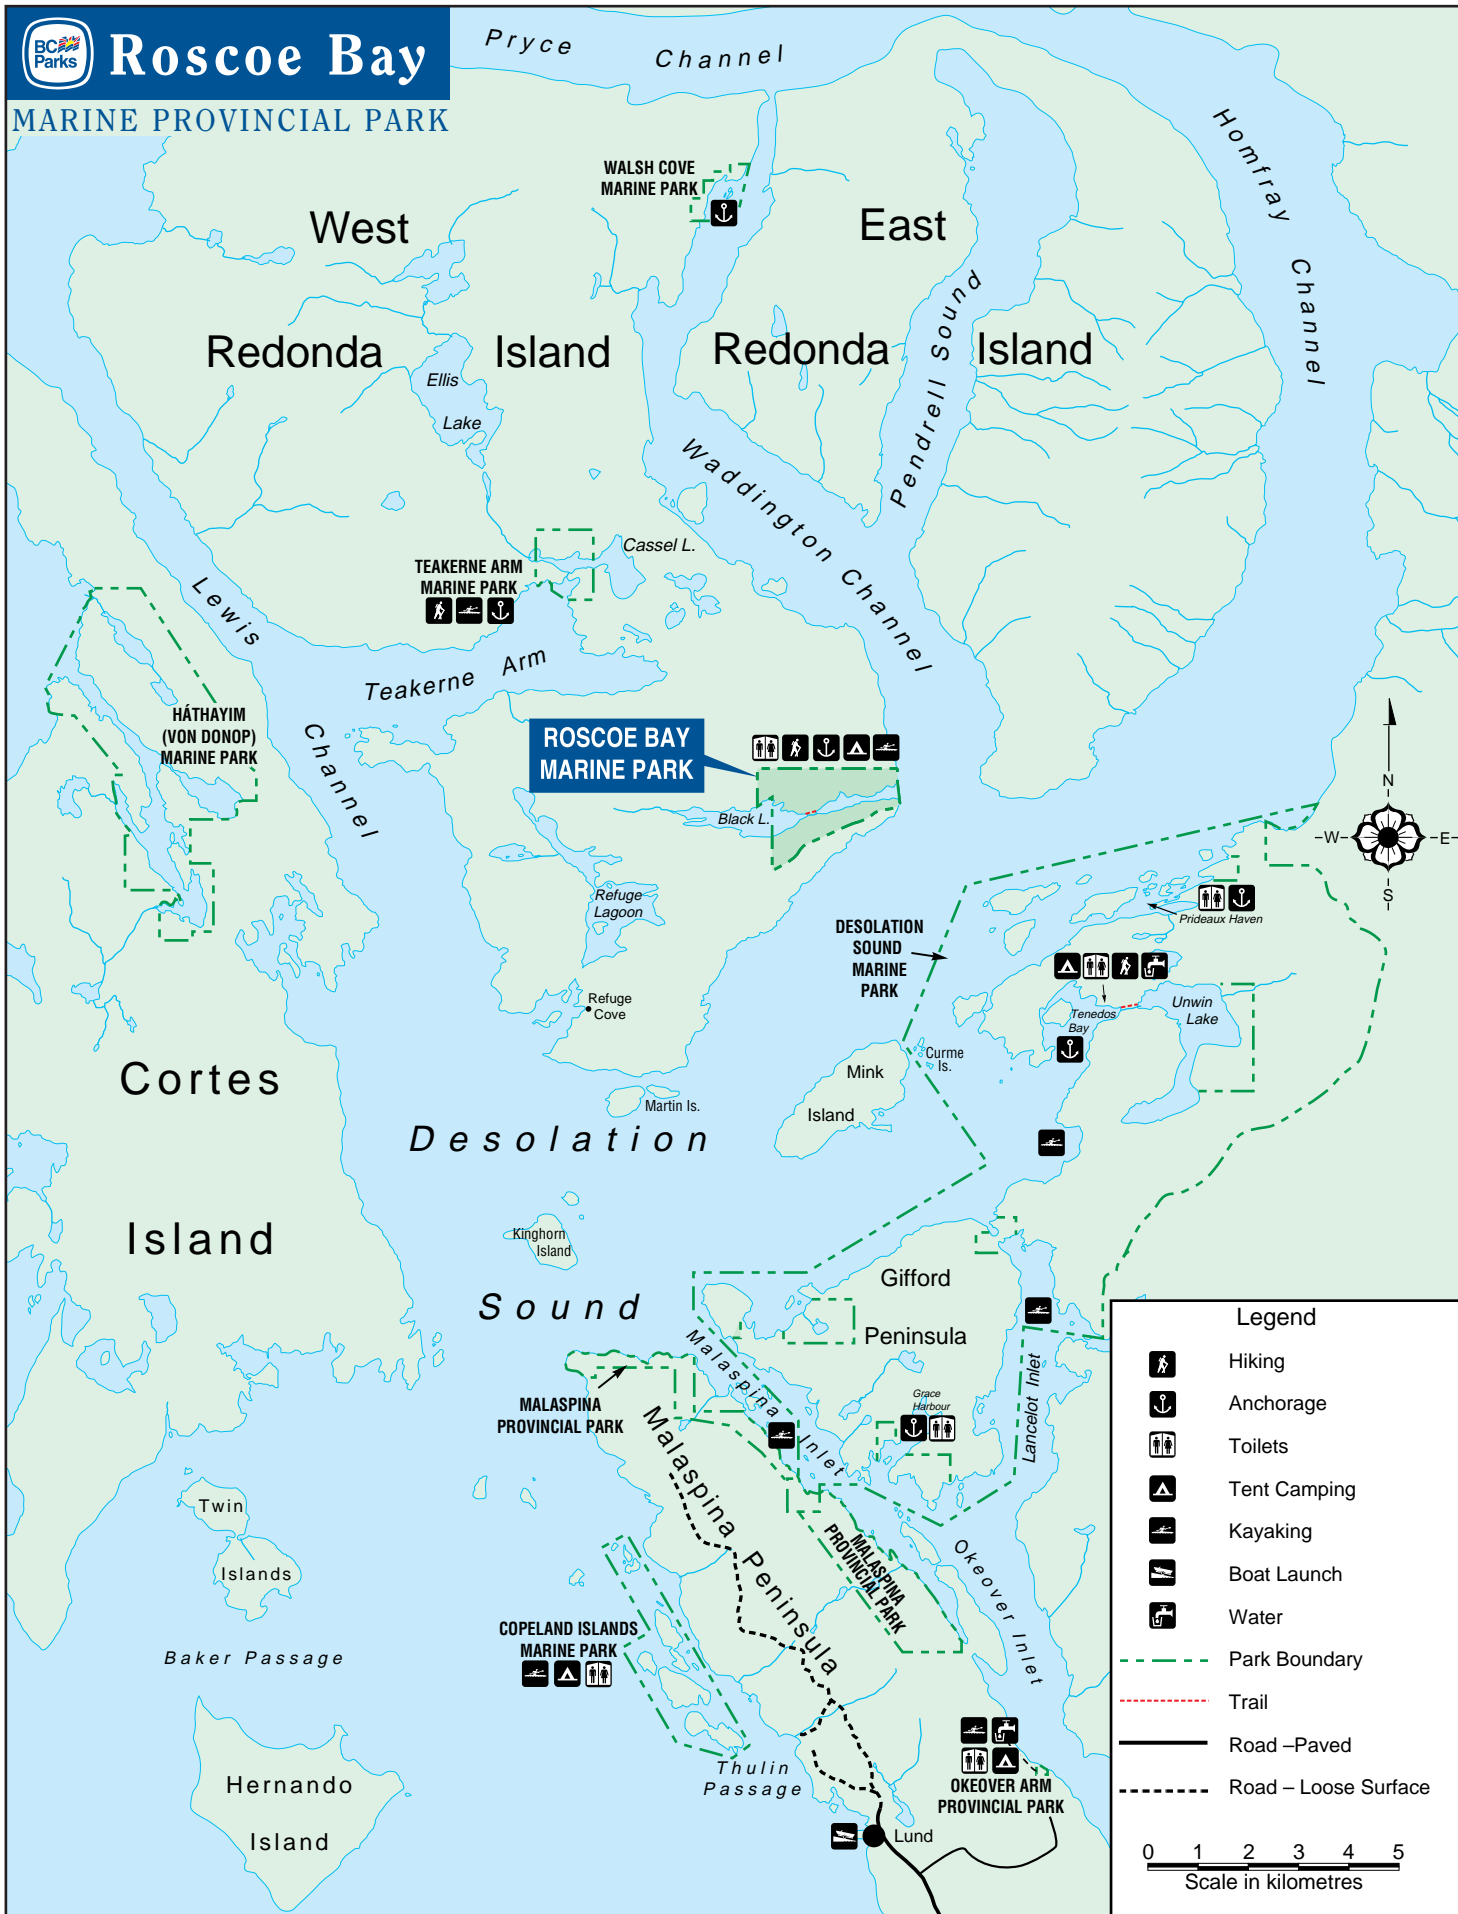 BC
Parks
Roscoe Bay
MARINE PROVINCIAL PARK
Pryce Channel
Homfray Channel
WALSH COVE
MARINE PARK
West
Redonda Island
East
Redonda Island
Pendrell Sound
Ellis
Lake
Waddington Channel
Cassel L.
TEAKERNE ARM
MARINE PARK
Lewis Channel
Teakerne Arm
HÁTHAYIM
(VON DONOP)
MARINE PARK
ROSCOE BAY
MARINE PARK
Black L.
N
W
E
S
Refuge
Lagoon
Prideaux Haven
DESOLATION
SOUND
MARINE
PARK
Refuge
Cove
Tenedos
Bay
Unwin
Lake
Curme
Is.
Mink
Island
Martin Is.
Cortes
Island
Desolation
Sound
Kinghorn
Island
Gifford
Peninsula
Malaspina Inlet
Lancelot Inlet
Grace
Harbour
MALASPINA
PROVINCIAL PARK
Malaspina Peninsula
MALASPINA
PROVINCIAL PARK
Okeover Inlet
Twin
Islands
Baker Passage
COPELAND ISLANDS
MARINE PARK
Thulin
Passage
Hernando
Island
OKEOVER ARM
PROVINCIAL PARK
Lund
Legend
Hiking
Anchorage
Toilets
Tent Camping
Kayaking
Boat Launch
Water
Park Boundary
Trail
Road –Paved
Road – Loose Surface
0 1 2 3 4 5
Scale in kilometres